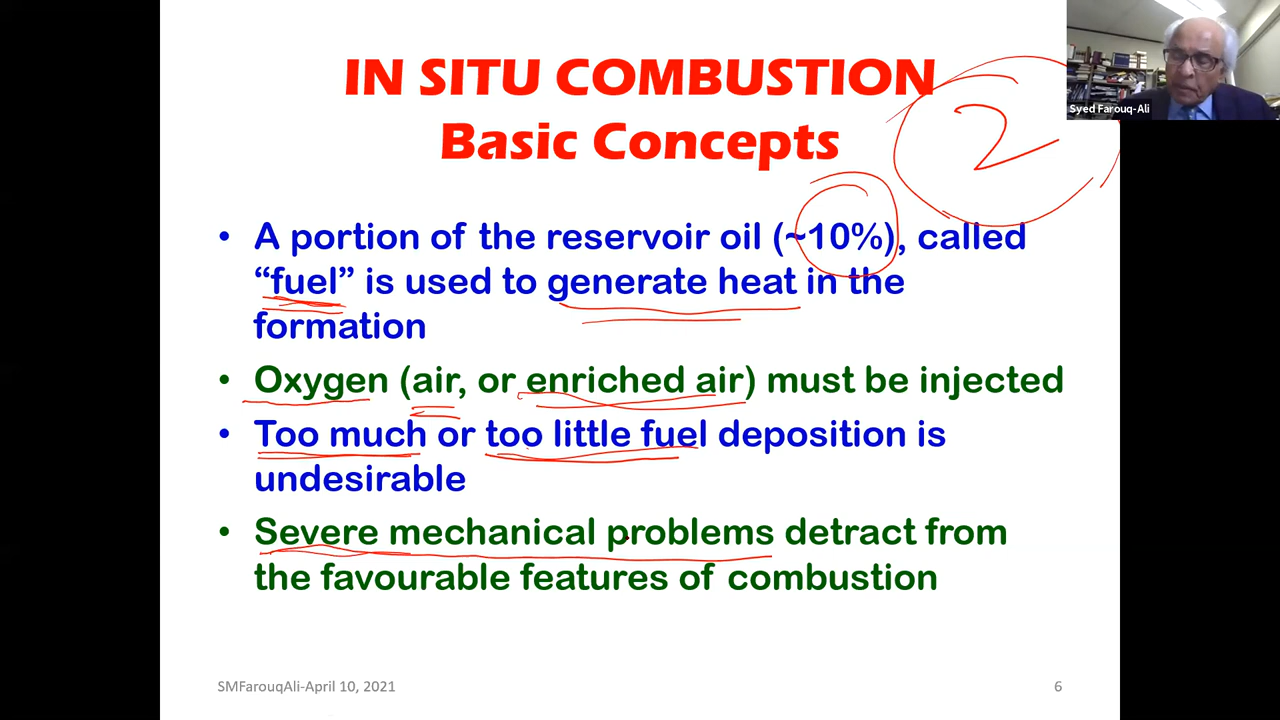 IN SITU COMBUSTION
Basic Concepts
2
Syed Farouq-Ali
• A portion of the reservoir oil (~10%), called
“fuel” is used to generate heat in the
formation
• Oxygen (air, or enriched air) must be injected
• Too much or too little fuel deposition is
undesirable
• Severe mechanical problems detract from
the favourable features of combustion
SMFarouqAli-April 10, 2021
6